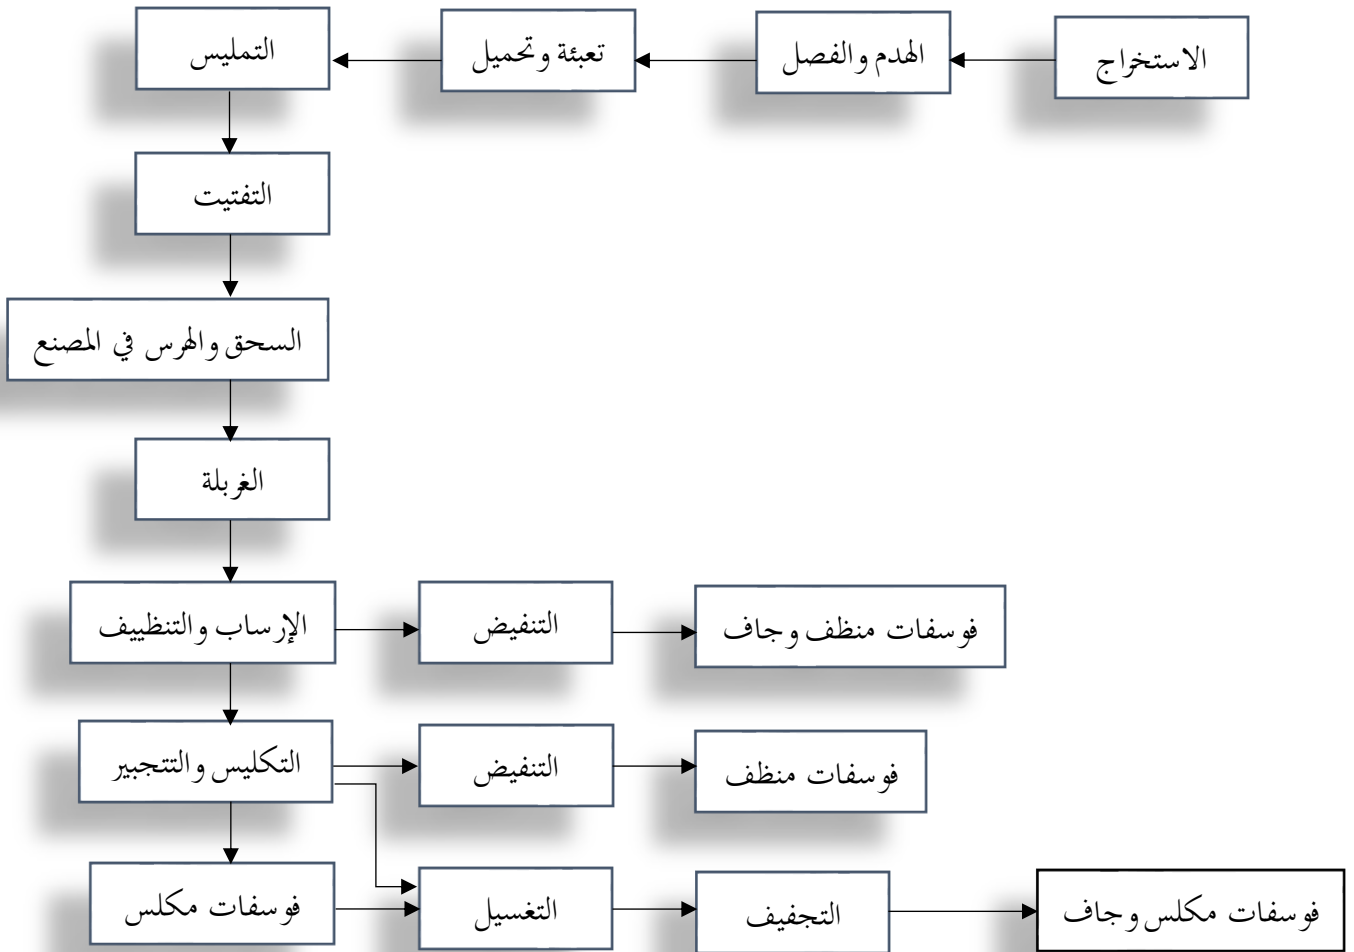 الاستخراج
الهدم والفصل
تعبئة وتحميل
التمليس
التفتيت
السحق والهرس في المصنع
الغربلة
الإرساب والتنظييف
التنفيض
فوسفات منظف وجاف
التكليس والتتجبير
التنفيض
فوسفات منظف
فوسفات مكلس
التغسيل
التجفيف
فوسفات مكلس وجاف